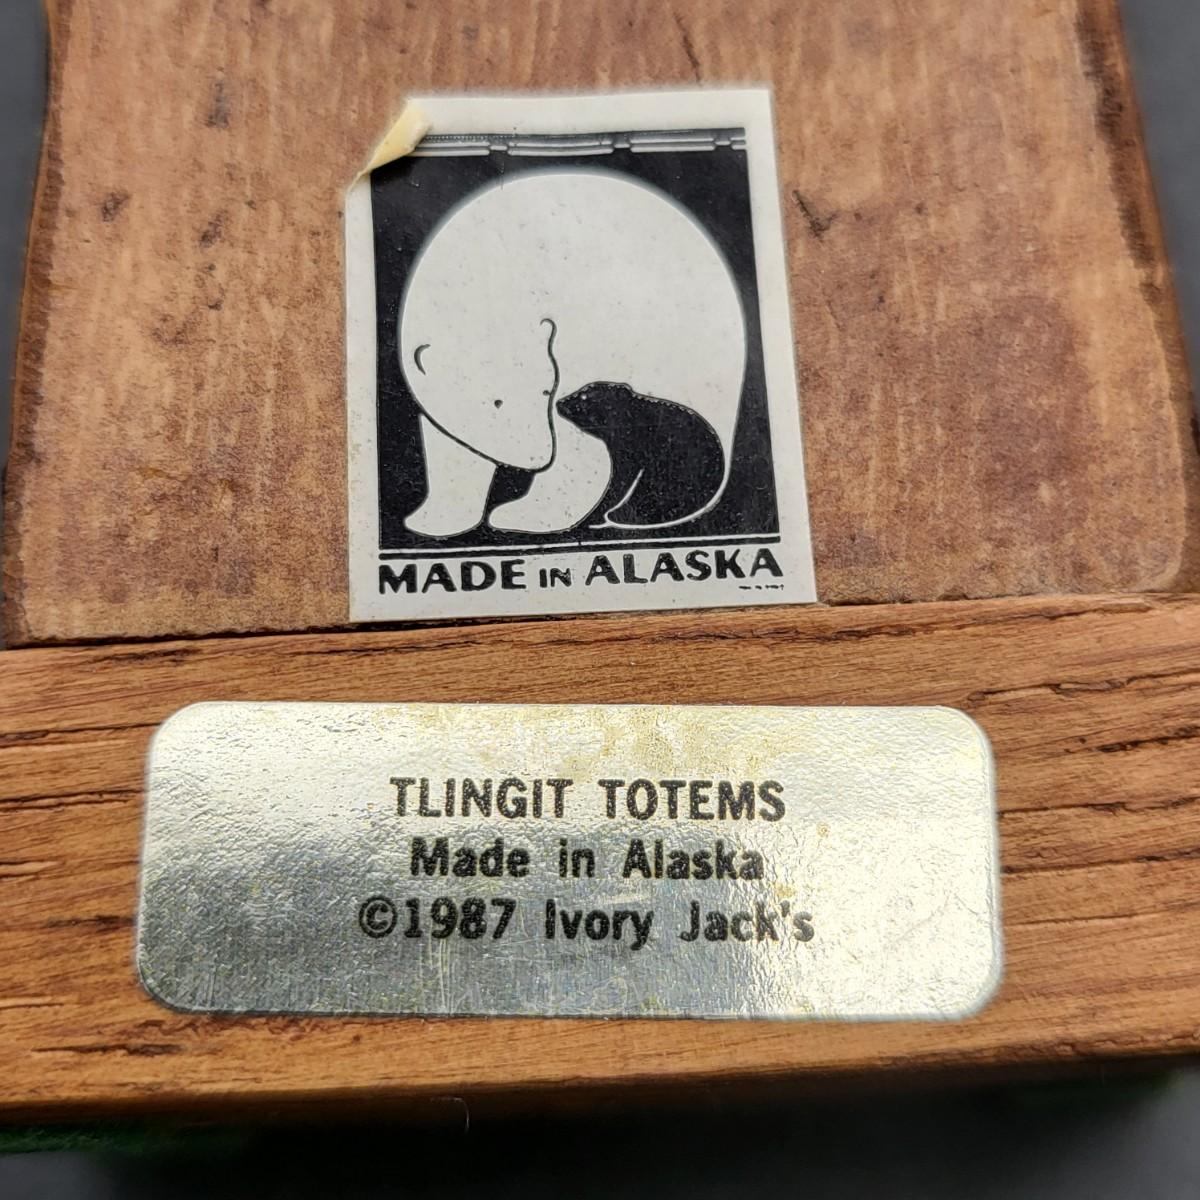 MADE IN ALASKA
TLINGIT TOTEMS
Made in Alaska
©1987 Ivory Jack's